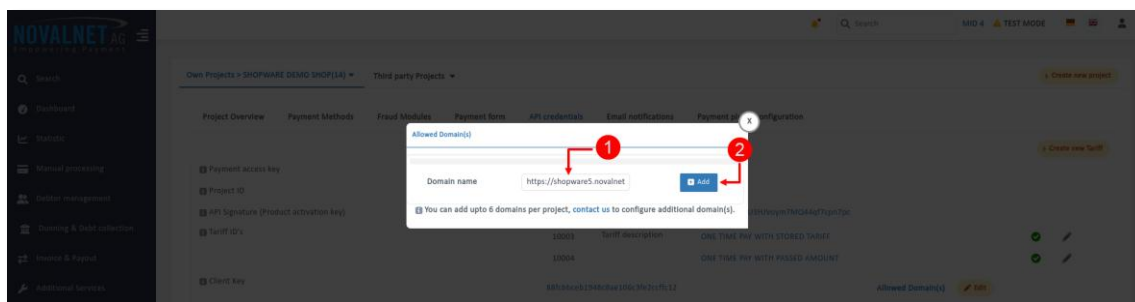 NOVALNET AG
Empowering Payments
Search
MID 4 TEST MODE
Search
Own Projects > SHOPWARE DEMO SHOP(14)
Third party Projects
Create new project
Dashboard
Project Overview Payment Methods Fraud Modules Payment form API credentials Email notifications
X
Statistic
Allowed Domain(s)
1
2
Create new Tariff
Manual processing
Payment access key
Domain name
https://shopware5.novalnet
Add
Debtor management
Project ID
API Signature (Product activation key)
You can add upto 6 domains per project, contact us to configure additional domain(s).
Dunning & Debt collection
Tariff ID's
10003
Tariff description
ONE TIME PAY WITH STORED TARIFF
Invoice & Payout
10004
ONE TIME PAY WITH PASSED AMOUNT
Additional Services
Client Key
Allowed Domain(s)
Edit